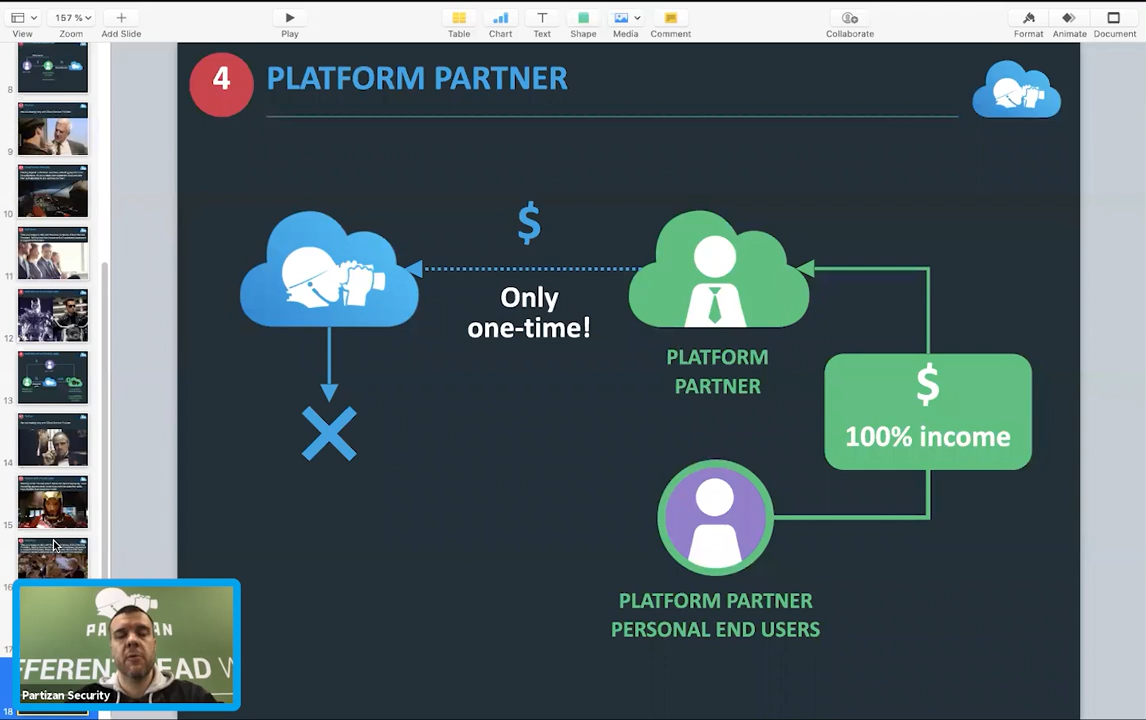 157 %
View
Zoom
Add Slide
Play
Table
Chart
Text
Shape
Media
Comment
Collaborate
Format
Animate
Document
8
9
10
11
12
13
14
15
16
17
18
4
PLATFORM PARTNER
$
Only
one-time!
PLATFORM
PARTNER
$
100% income
PLATFORM PARTNER
PERSONAL END USERS
Partizan Security